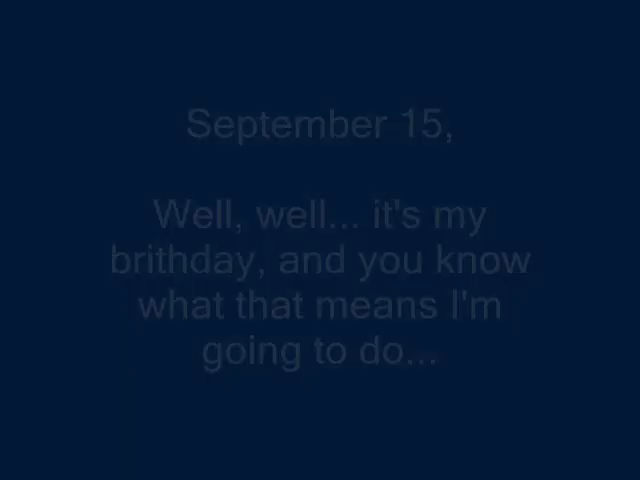 September 15,
Well, well... it's my
brithday, and you know
what that means I'm
going to do...